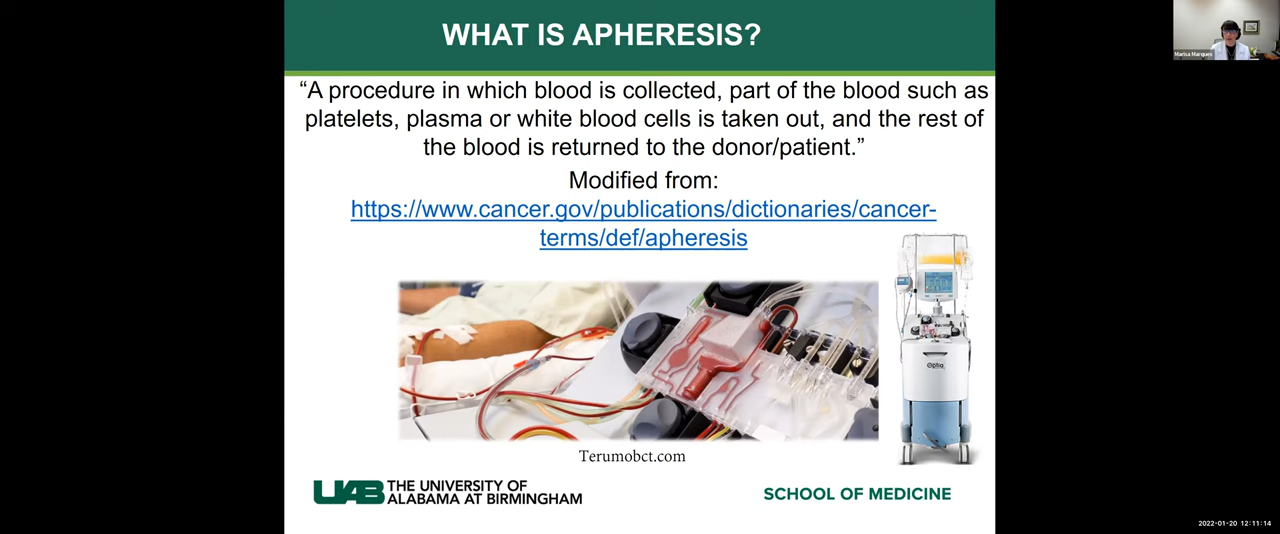 WHAT IS APHERESIS?
“A procedure in which blood is collected, part of the blood such as
platelets, plasma or white blood cells is taken out, and the rest of
the blood is returned to the donor/patient.”
Modified from:
https://www.cancer.gov/publications/dictionaries/cancer-
terms/def/apheresis
Optia
Terumobct.com
UAB THE UNIVERSITY OF
ALABAMA AT BIRMINGHAM
SCHOOL OF MEDICINE
Marisa Marques
2022-01-20 12:11:14